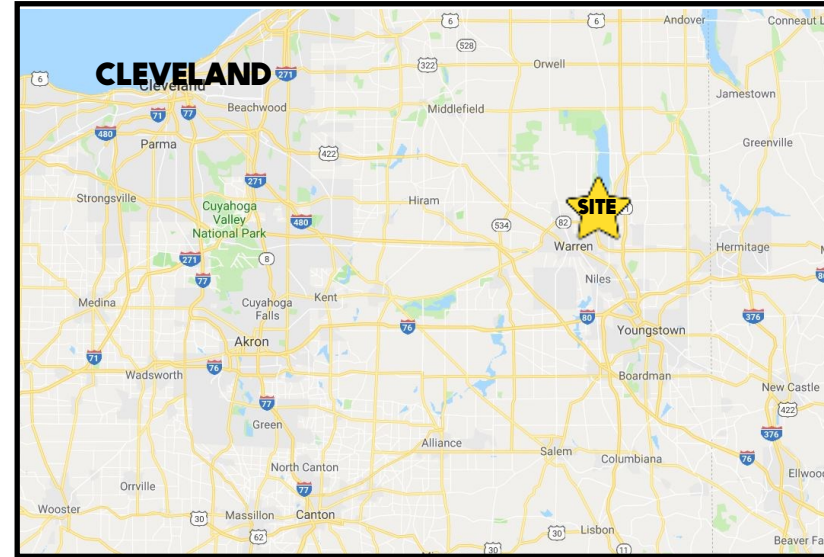 6
6
Andover
Conneaut L
528
CLEVELAND
Cleveland
271
322
Orwell
6
Jamestown
Beachwood
Middlefield
71
77
480
Parma
Greenville
422
271
Strongsville
Cuyahoga
Valley
National Park
Hiram
SITE
480
534
82
Warren
Hermitage
271
8
77
Niles
80
Medina
Cuyahoga
Falls
Kent
76
80
376
Youngstown
Akron
71
76
Wadsworth
Boardman
New Castle
77
422
Green
376
Alliance
Salem
Columbiana
76
North Canton
Ellwoo
77
Orrville
Wooster
30
Massillon
Canton
62
30
30
Lisbon
11
Beaver Fa